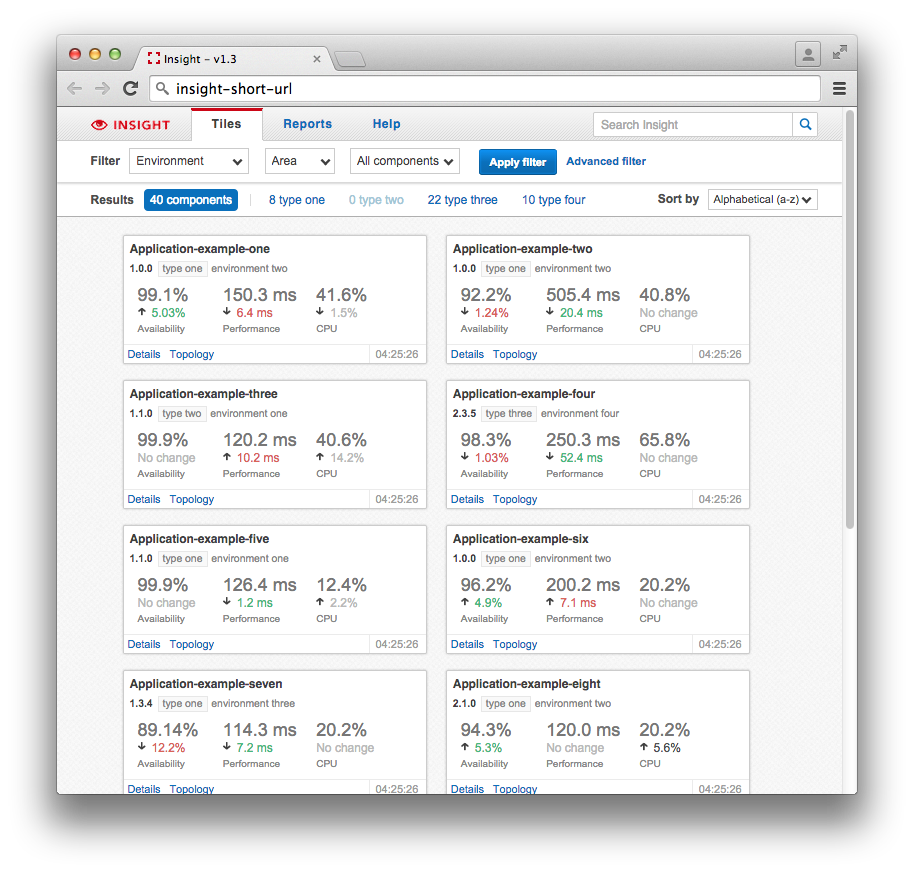 Insight – v1.3
insight-short-url
INSIGHT Tiles Reports Help Search Insight
Filter Environment Area All components Apply filter Advanced filter
Results 40 components 8 type one 0 type two 22 type three 10 type four Sort by Alphabetical (a-z)
Application-example-one
1.0.0 type one environment two
99.1% 150.3 ms 41.6%
5.03% 6.4 ms 1.5%
Availability Performance CPU
Details Topology 04:25:26
Application-example-two
1.0.0 type one environment two
92.2% 505.4 ms 40.8%
1.24% 20.4 ms No change
Availability Performance CPU
Details Topology 04:25:26
Application-example-three
1.1.0 type two environment one
99.9% 120.2 ms 40.6%
No change 10.2 ms 14.2%
Availability Performance CPU
Details Topology 04:25:26
Application-example-four
2.3.5 type three environment four
98.3% 250.3 ms 65.8%
1.03% 52.4 ms No change
Availability Performance CPU
Details Topology 04:25:26
Application-example-five
1.1.0 type one environment one
99.9% 126.4 ms 12.4%
No change 1.2 ms 2.2%
Availability Performance CPU
Details Topology 04:25:26
Application-example-six
1.0.0 type one environment two
96.2% 200.2 ms 20.2%
4.9% 7.1 ms No change
Availability Performance CPU
Details Topology 04:25:26
Application-example-seven
1.3.4 type one environment three
89.14% 114.3 ms 20.2%
12.2% 7.2 ms No change
Availability Performance CPU
Details Topology 04:25:26
Application-example-eight
2.1.0 type one environment two
94.3% 120.0 ms 20.2%
5.3% No change 5.6%
Availability Performance CPU
Details Topology 04:25:26